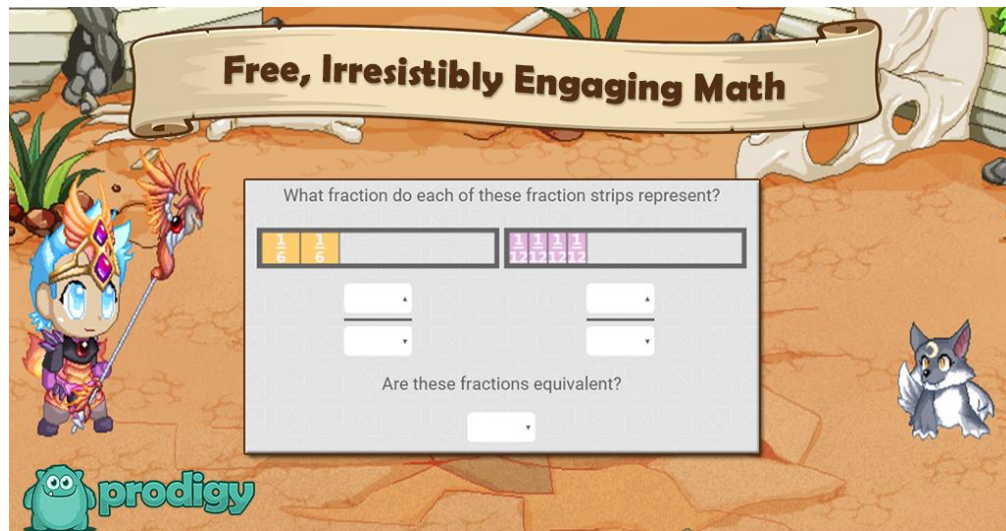 Free, Irresistibly Engaging Math
What fraction do each of these fraction strips represent?
1/6 1/6
1/12 1/12 1/12 1/12
Are these fractions equivalent?
prodigy